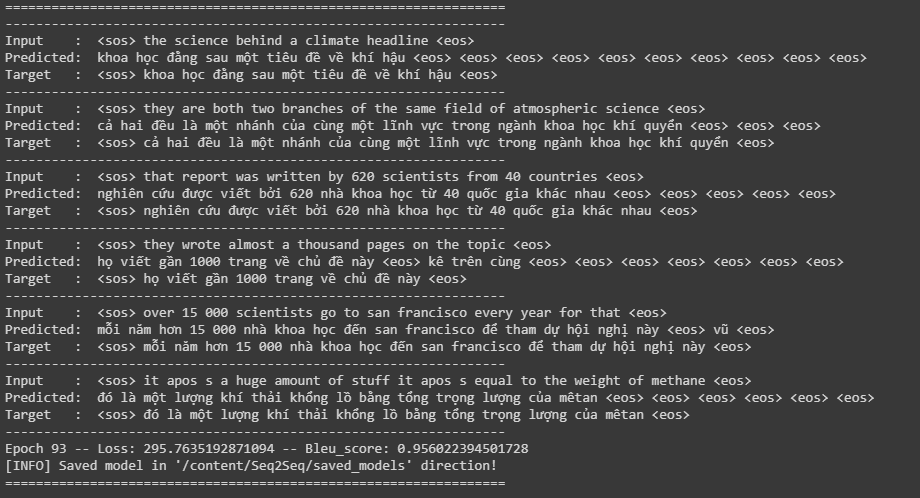 =================================================================
-----------------------------------------------------------------
Input    :  <sos> the science behind a climate headline <eos>
Predicted:  khoa học đằng sau một tiêu đề về khí hậu <eos> <eos> <eos> <eos> <eos> <eos> <eos> <eos> <eos> <eos>
Target   :  <sos> khoa học đằng sau một tiêu đề về khí hậu <eos>
-----------------------------------------------------------------
Input    :  <sos> they are both two branches of the same field of atmospheric science <eos>
Predicted:  cả hai đều là một nhánh của cùng một lĩnh vực trong ngành khoa học khí quyển <eos> <eos> <eos>
Target   :  <sos> cả hai đều là một nhánh của cùng một lĩnh vực trong ngành khoa học khí quyển <eos>
-----------------------------------------------------------------
Input    :  <sos> that report was written by 620 scientists from 40 countries <eos>
Predicted:  nghiên cứu được viết bởi 620 nhà khoa học từ 40 quốc gia khác nhau <eos> <eos> <eos> <eos> <eos>
Target   :  <sos> nghiên cứu được viết bởi 620 nhà khoa học từ 40 quốc gia khác nhau <eos>
-----------------------------------------------------------------
Input    :  <sos> they wrote almost a thousand pages on the topic <eos>
Predicted:  họ viết gần 1000 trang về chủ đề này <eos> kê trên cùng <eos> <eos> <eos> <eos> <eos> <eos> <eos>
Target   :  <sos> họ viết gần 1000 trang về chủ đề này <eos>
-----------------------------------------------------------------
Input    :  <sos> over 15 000 scientists go to san francisco every year for that <eos>
Predicted:  mỗi năm hơn 15 000 nhà khoa học đến san francisco để tham dự hội nghị này <eos> vũ <eos>
Target   :  <sos> mỗi năm hơn 15 000 nhà khoa học đến san francisco để tham dự hội nghị này <eos>
-----------------------------------------------------------------
Input    :  <sos> it apos s a huge amount of stuff it apos s equal to the weight of methane <eos>
Predicted:  đó là một lượng khí thải khổng lồ bằng tổng trọng lượng của mêtan <eos> <eos> <eos> <eos> <eos> <eos>
Target   :  <sos> đó là một lượng khí thải khổng lồ bằng tổng trọng lượng của mêtan <eos>
-----------------------------------------------------------------
Epoch 93 -- Loss: 295.7635192871094 -- Bleu_score: 0.956022394501728
[INFO] Saved model in '/content/Seq2Seq/saved_models' direction!
=================================================================